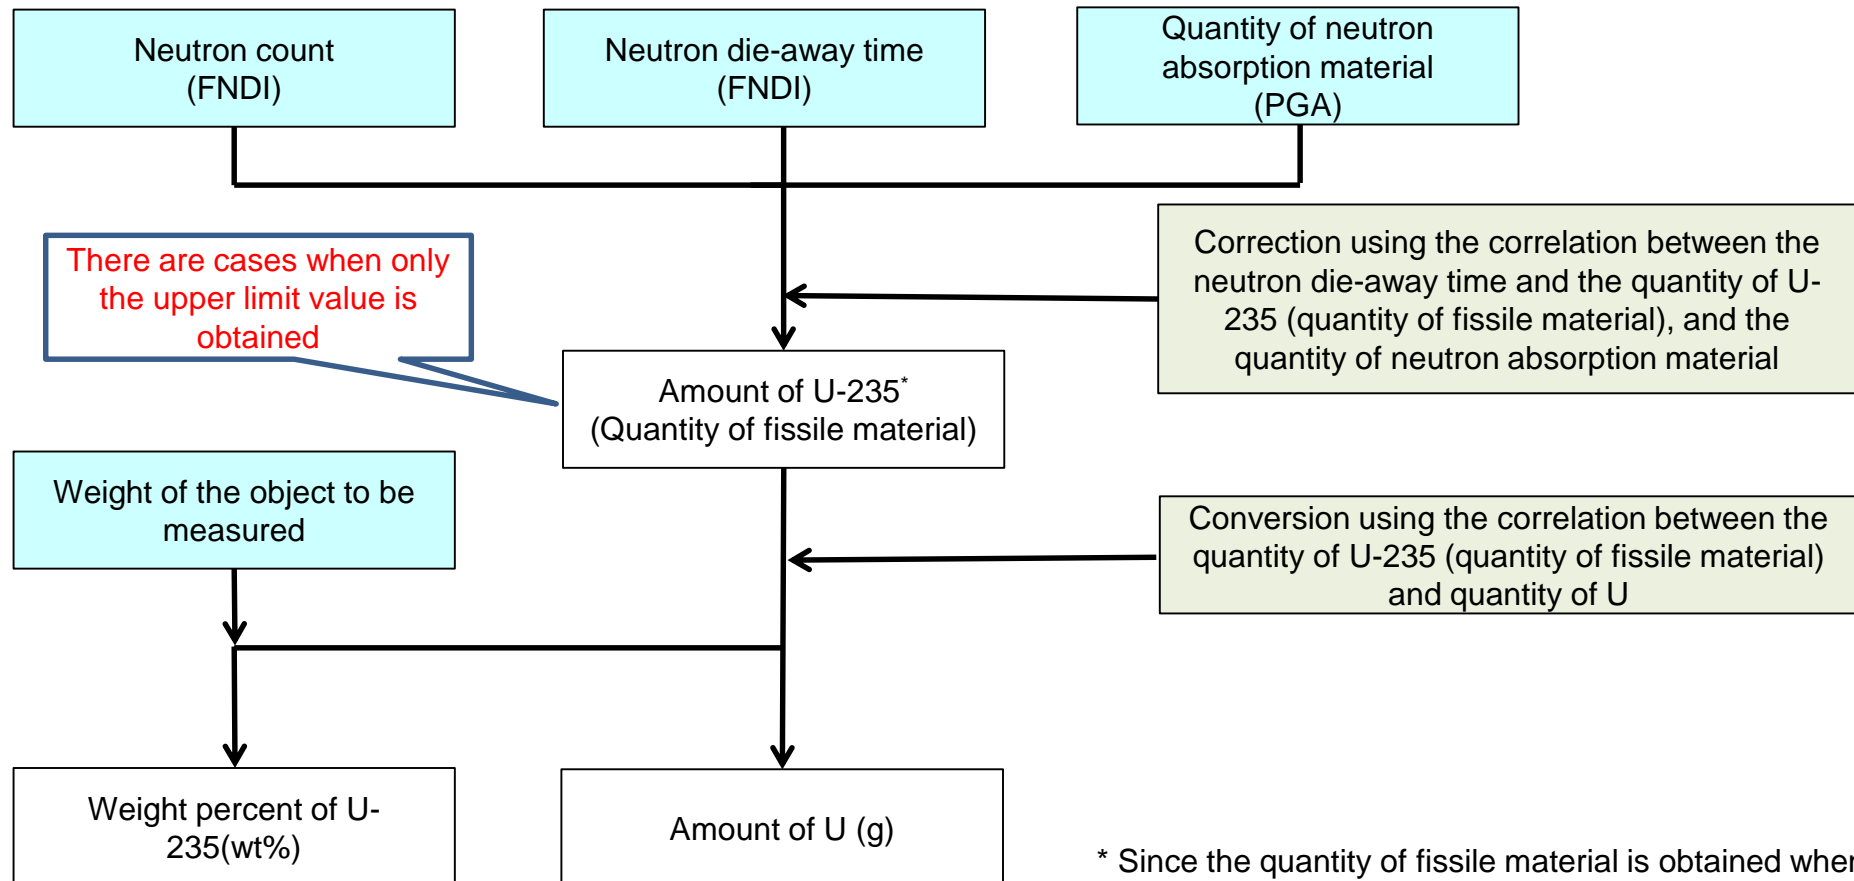 Neutron count
(FNDI)
Neutron die-away time
(FNDI)
Quantity of neutron
absorption material
(PGA)
There are cases when only
the upper limit value is
obtained
Correction using the correlation between the
neutron die-away time and the quantity of U-
235 (quantity of fissile material), and the
quantity of neutron absorption material
Amount of U-235*
(Quantity of fissile material)
Weight of the object to be
measured
Conversion using the correlation between the
quantity of U-235 (quantity of fissile material)
and quantity of U
Weight percent of U-
235(wt%)
Amount of U (g)
* Since the quantity of fissile material is obtained